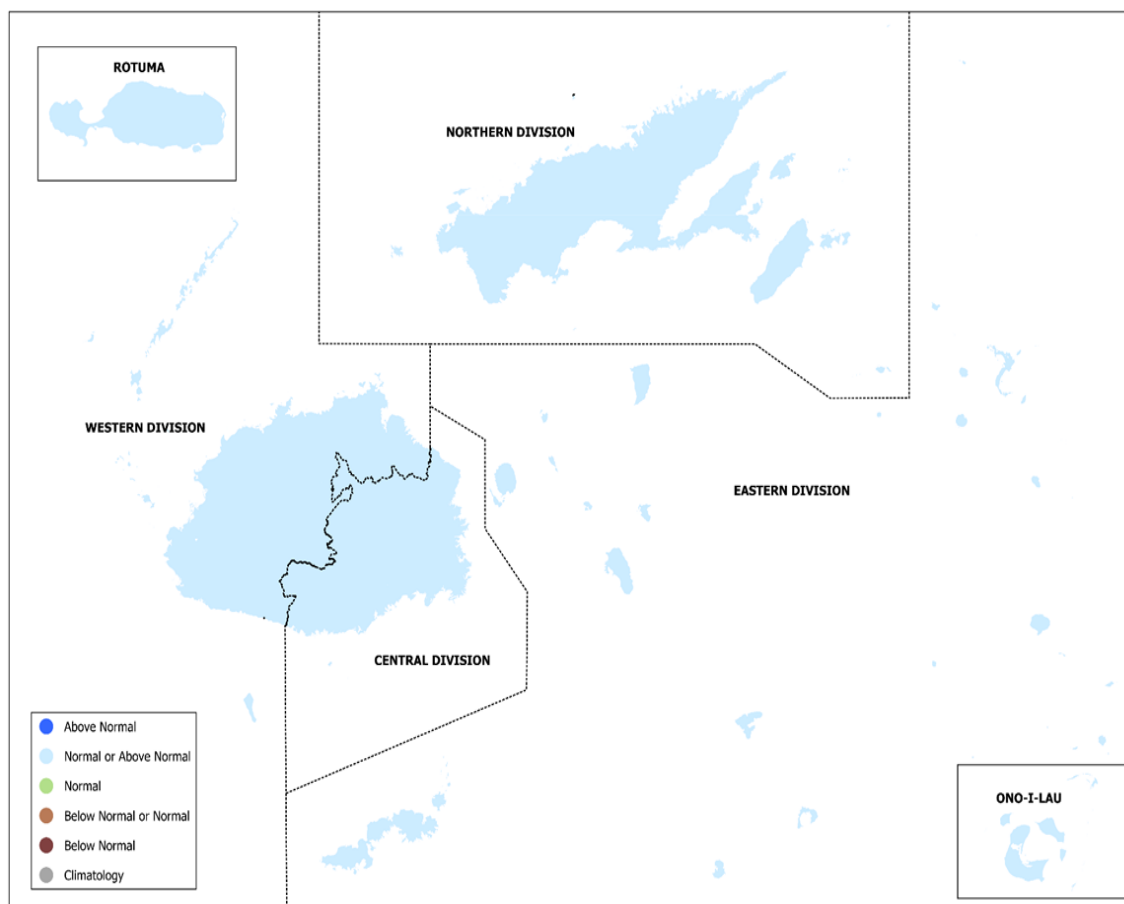 ROTUMA
NORTHERN DIVISION
WESTERN DIVISION
EASTERN DIVISION
CENTRAL DIVISION
Above Normal
Normal or Above Normal
Normal
Below Normal or Normal
Below Normal
Climatology
ONO-I-LAU